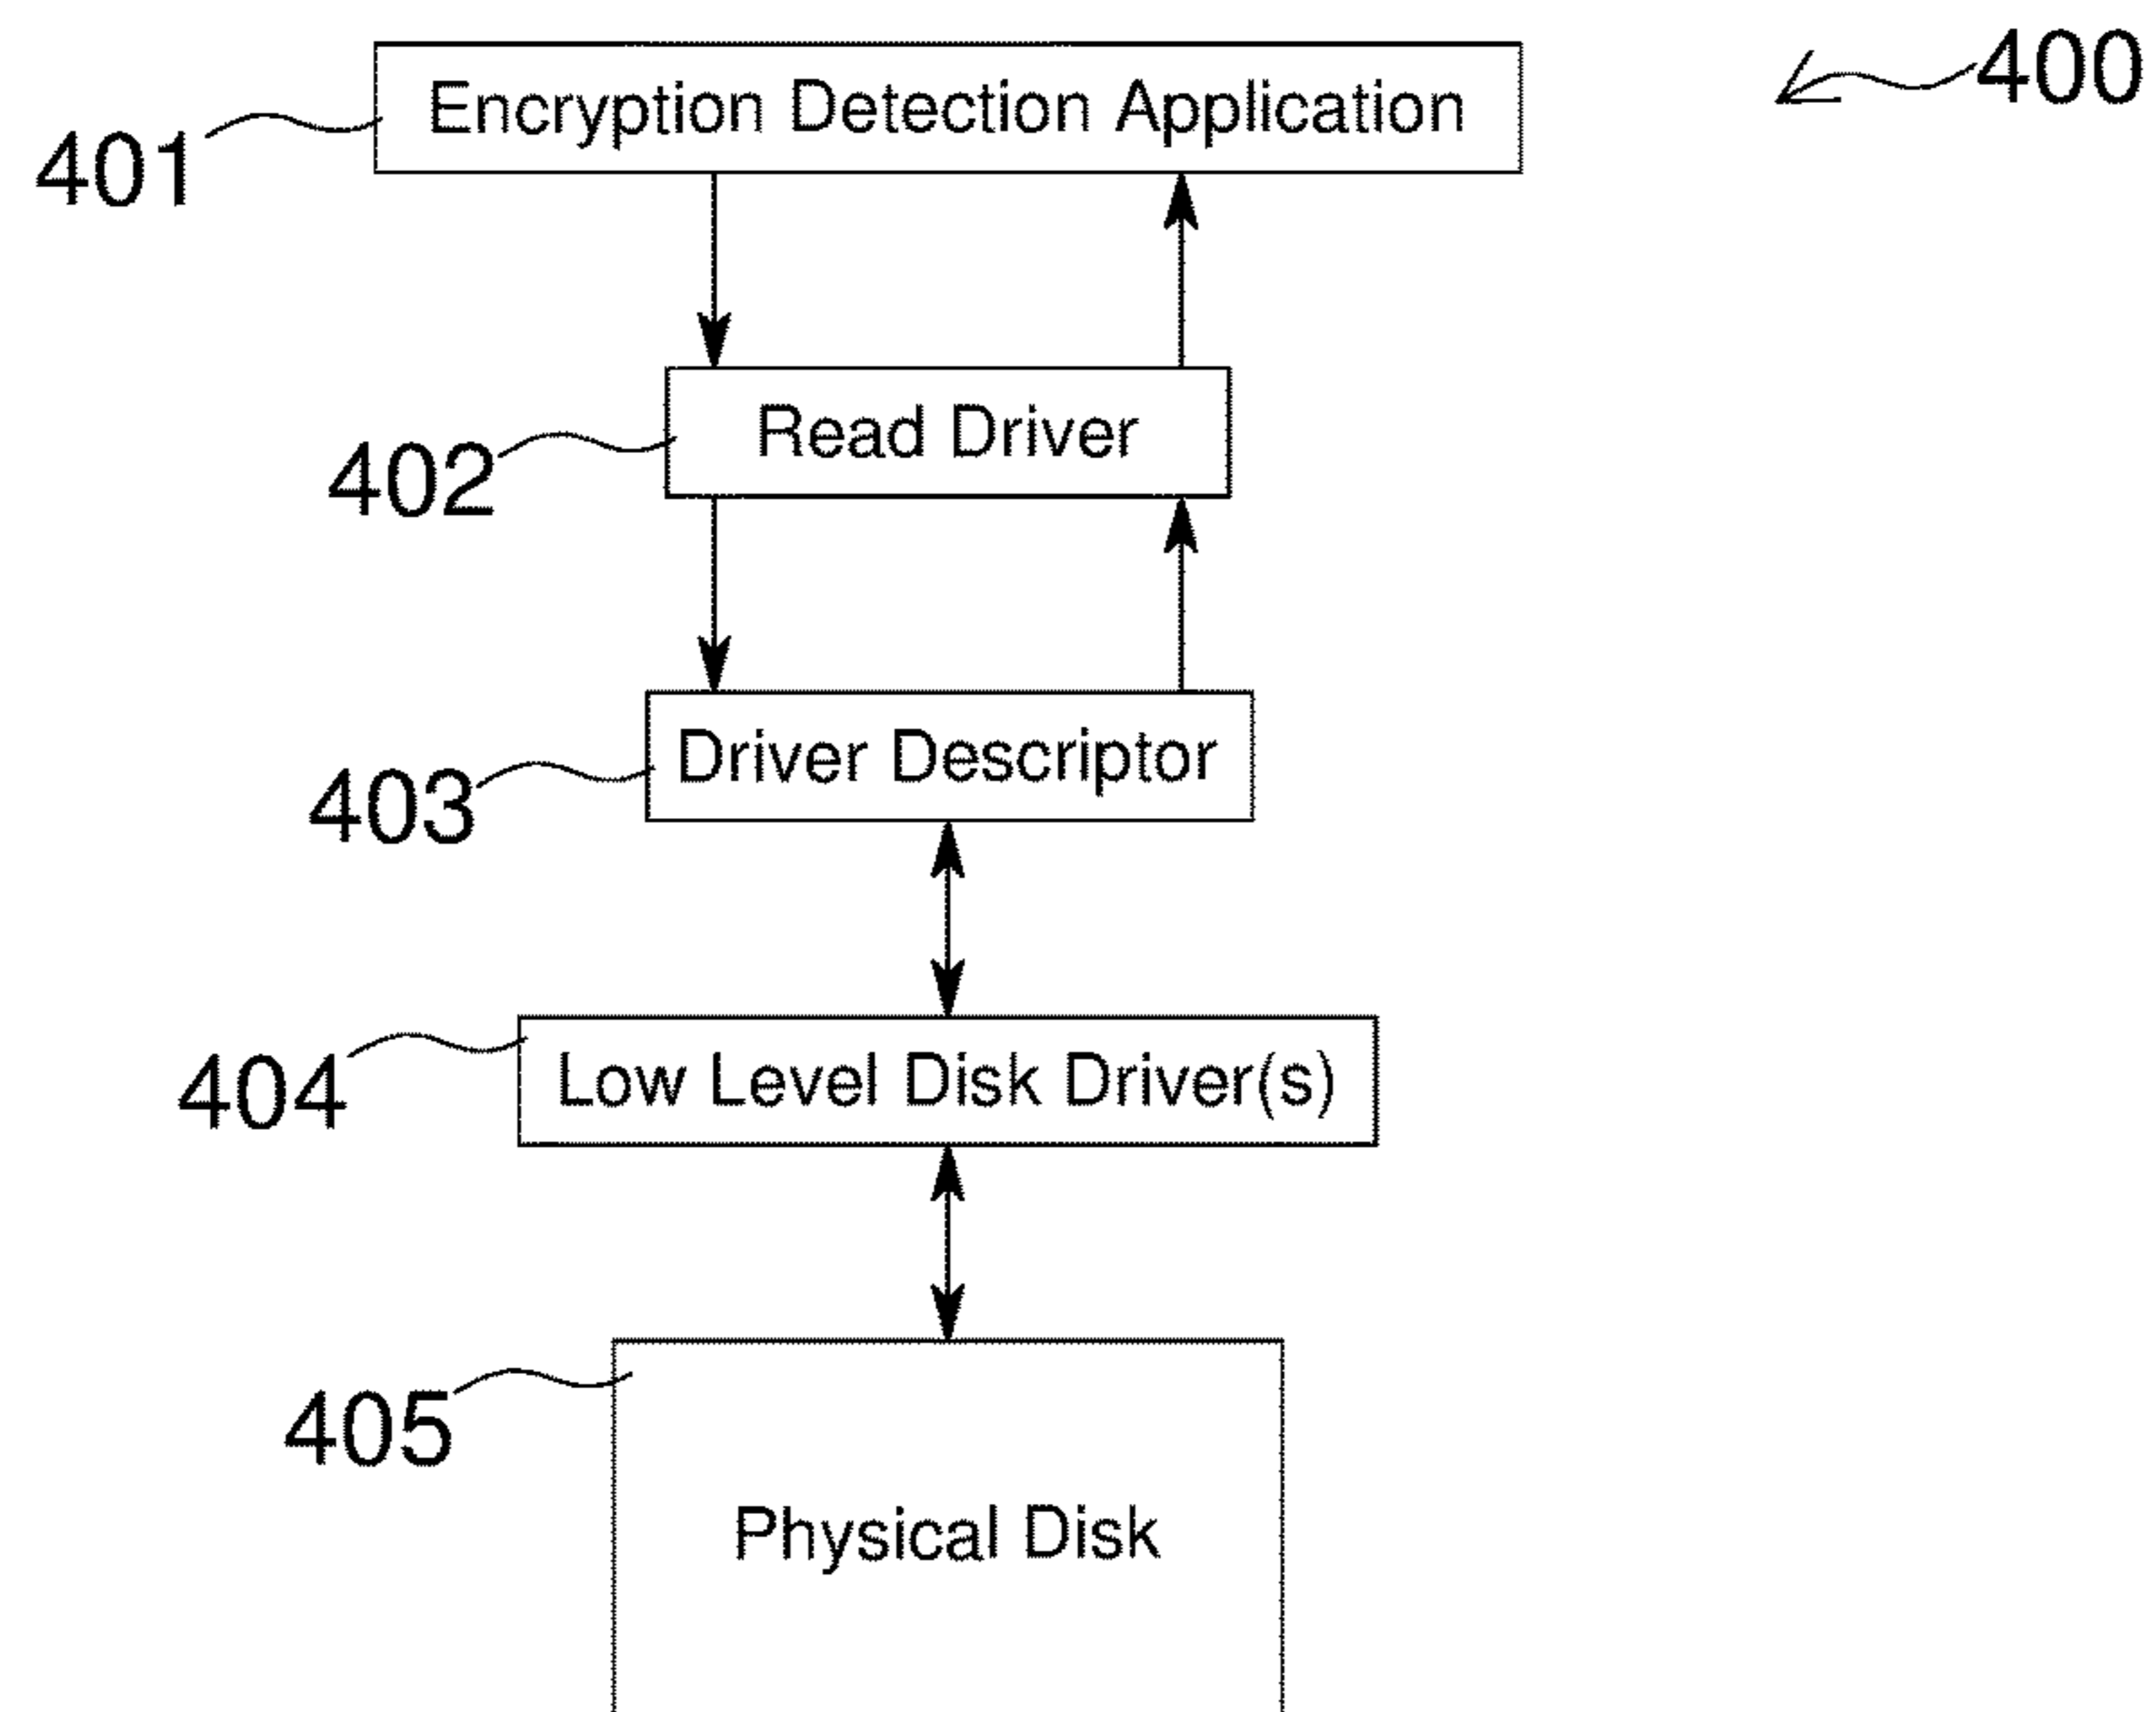 Encryption Detection Application
400
401
Read Driver
402
Driver Descriptor
403
Low Level Disk Driver(s)
404
405
Physical Disk